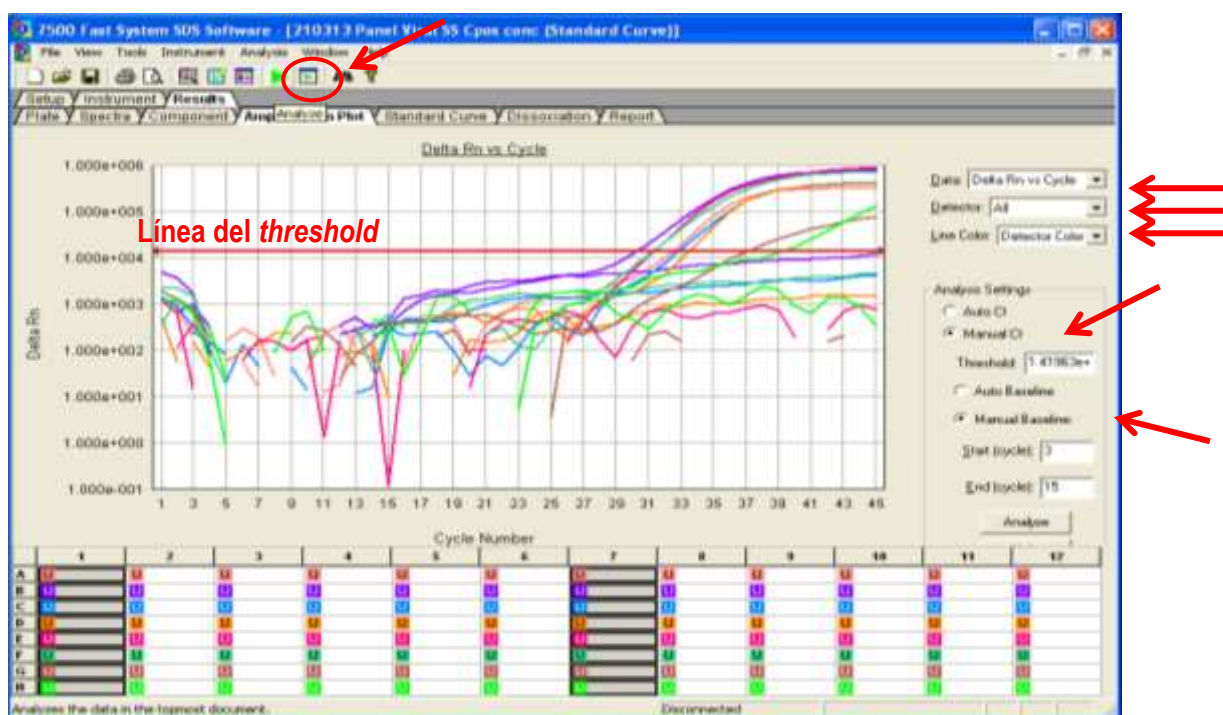 7500 Fast System SDS Software - [210313 Panel Viral SS Cpos conc (Standard Curve)]
File View Tools Instrument Analysis Window Help
Setup Instrument Results
Plate Spectra Component Plot Standard Curve Dissociation Report
Analyze
Delta Rn vs Cycle
1.000e+006
1.000e+005
1.000e+004
1.000e+003
1.000e+002
1.000e+001
1.000e+000
1.000e-001
Delta Rn
Línea del threshold
1 3 5 7 9 11 13 15 17 19 21 23 25 27 29 31 33 35 37 39 41 43 45
Cycle Number
Data: Delta Rn vs Cycle
Detector: All
Line Color: Detector Color
Analysis Settings
Auto Ct
Manual Ct
Threshold: 1.41963e+
Auto Baseline
Manual Baseline
Start (cycle): 3
End (cycle): 15
Analyze
1 2 3 4 5 6 7 8 9 10 11 12
A U U U U U U U U U U U U
B U U U U U U U U U U U U
C U U U U U U U U U U U U
D U U U U U U U U U U U U
E U U U U U U U U U U U U
F U U U U U U U U U U U U
G U U U U U U U U U U U U
H U U U U U U U U U U U U
Analyzes the data in the topmost document.
Disconnected